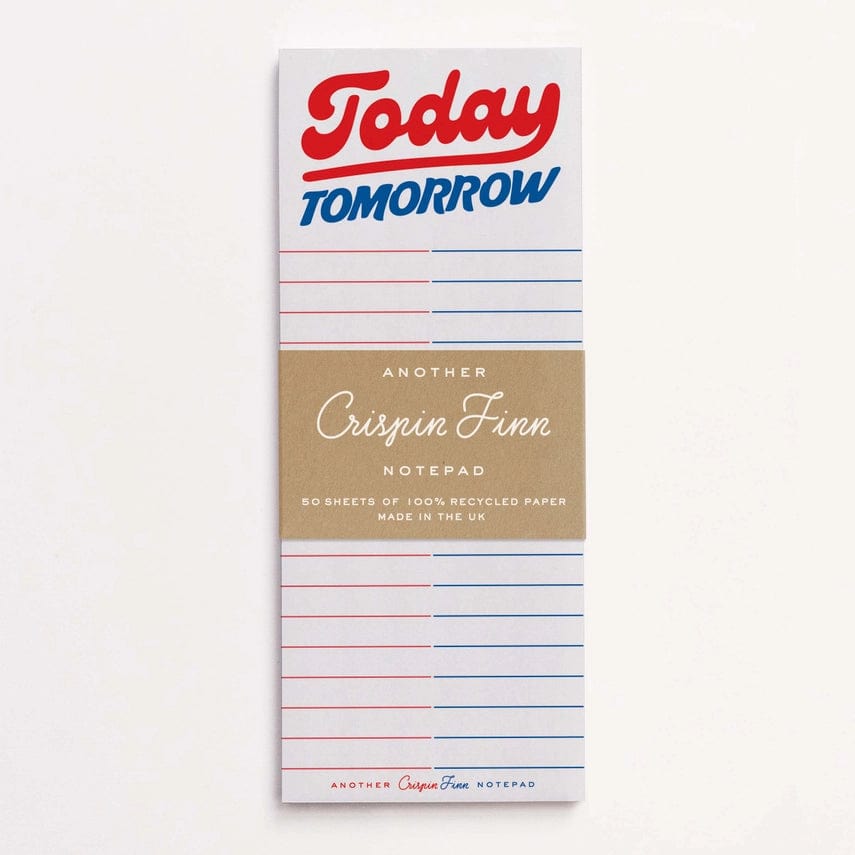 Today
TOMORROW
ANOTHER
Crispin Finn
NOTEPAD
50 SHEETS OF 100% RECYCLED PAPER
MADE IN THE UK
ANOTHER Crispin Finn NOTEPAD